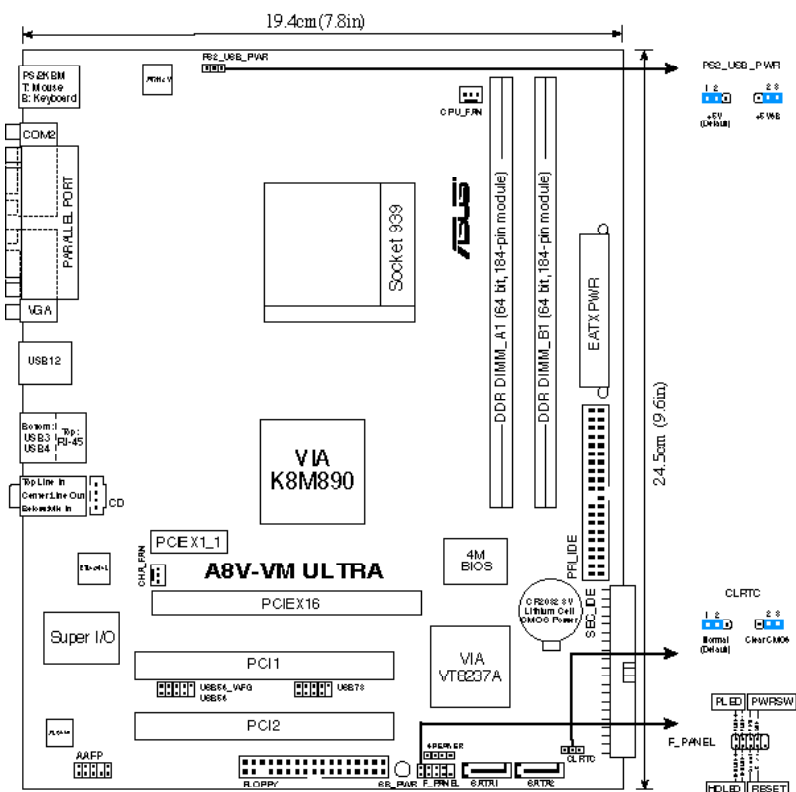 19.4cm(7.8in)
PS2_USB_PWR
PS/2KBM
T: Mouse
B: Keyboard
PS2_USB_PWR
CPU_FAN
1 2
2 3
+5V
(Default)
+5VSB
COM2
PARALLEL PORT
Socket 939
ASUS
DDR DIMM_A1 (64 bit,184-pin module)
DDR DIMM_B1 (64 bit,184-pin module)
EATXPWR
VGA
USB12
24.5cm (9.6in)
Bottom:
USB3
USB4
Top:
RJ-45
VIA
K8M890
Top:Line In
Center:Line Out
Below:Mic In
CD
PCIEX1_1
CHA_FAN
A8V-VM ULTRA
4M
BIOS
PRI_IDE
PCIEX16
CR2032 3V
Lithium Cell
CMOS Power
SEC_IDE
CLRTC
1 2
2 3
Normal
(Default)
Clear CMOS
Super I/O
PCI1
VIA
VT8237A
USB56
USB78
PCI2
PLED
PWRSW
F_PANEL
HDLED
RESET
AAFP
SPEAKER
CLRTC
FLOPPY
SB_PWR
F_PANEL
SATA1
SATA2